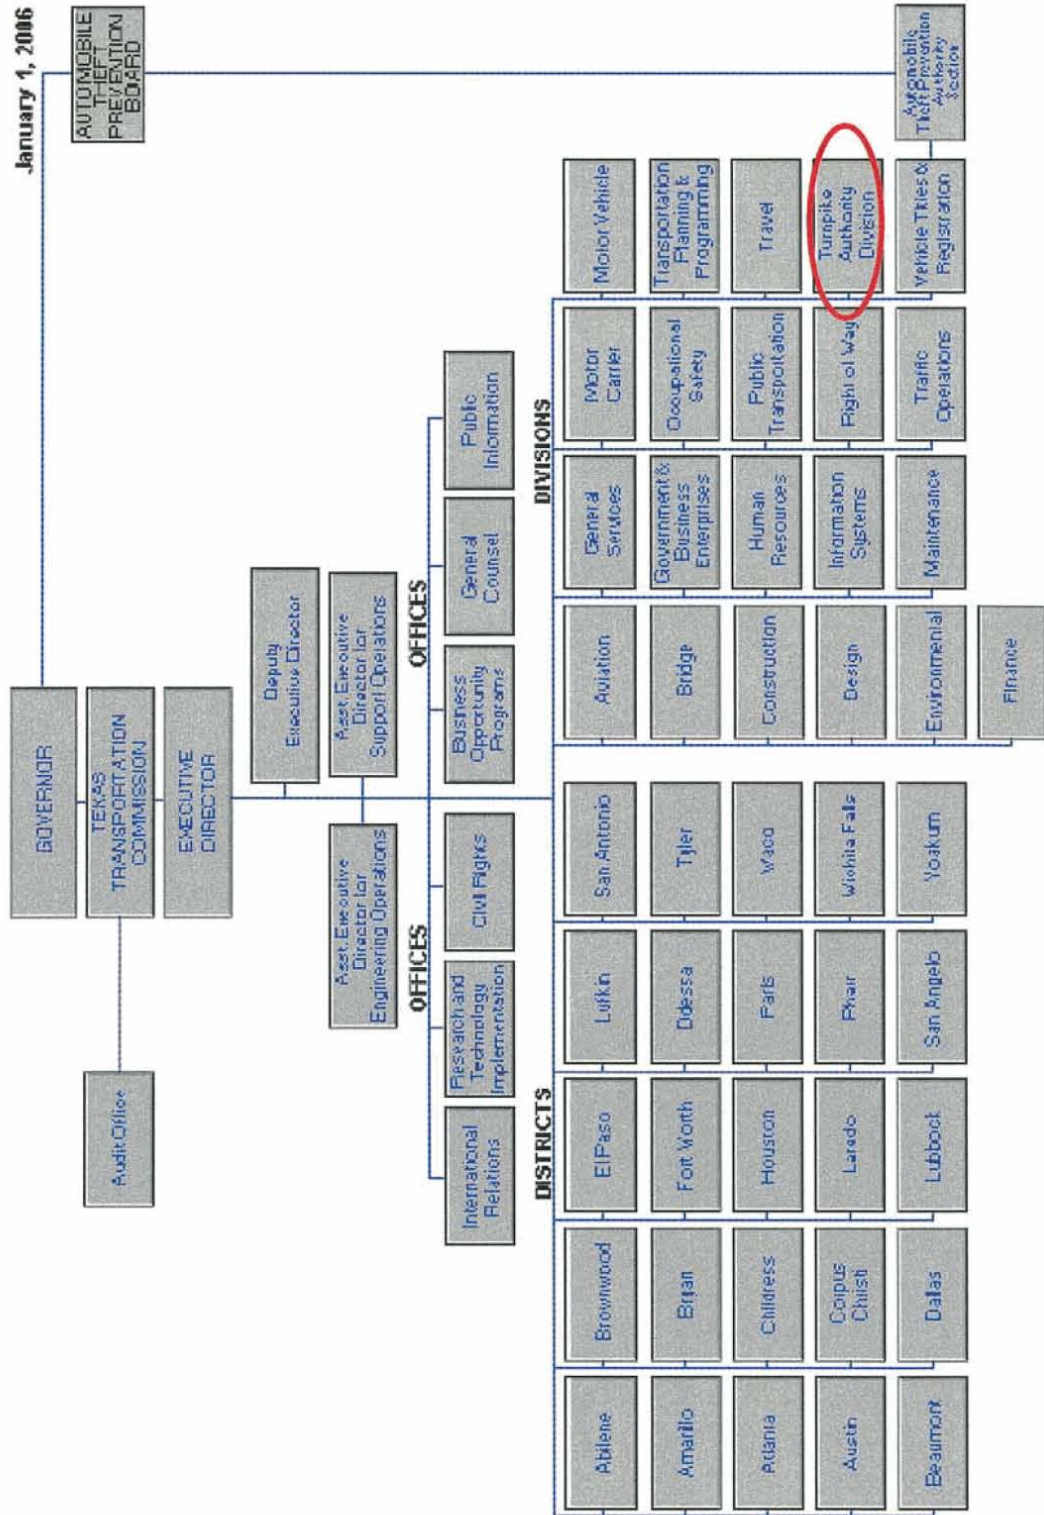 January 1, 2006
GOVERNOR
AUTOMOBILE
THEFT
PREVENTION
BOARD
Audit Office
TEXAS
TRANSPORTATION
COMMISSION
EXECUTIVE
DIRECTOR
Deputy
Executive Director
Asst. Executive
Director for
Engineering Operations
Asst. Executive
Director for
Support Operations
OFFICES
OFFICES
International
Relations
Research and
Technology
Implementation
Civil Rights
Business
Opportunity
Programs
General
Counsel
Public
Information
DISTRICTS
DIVISIONS
Abilene
Brownwood
El Paso
Lufkin
San Antonio
Aviation
General
Services
Motor
Carrier
Motor Vehicle
Amarillo
Bryan
Fort Worth
Odessa
Tyler
Bridge
Government &
Business
Enterprises
Occupational
Safety
Transportation
Planning &
Programming
Atlanta
Childress
Houston
Paris
Waco
Construction
Human
Resources
Public
Transportation
Travel
Austin
Corpus
Christi
Laredo
Pharr
Wichita Falls
Design
Information
Systems
Right of Way
Turnpike
Authority
Division
Beaumont
Dallas
Lubbock
San Angelo
Yoakum
Environmental
Maintenance
Traffic
Operations
Vehicle Titles &
Registration
Automobile
Theft Prevention
Authority
Section
Finance